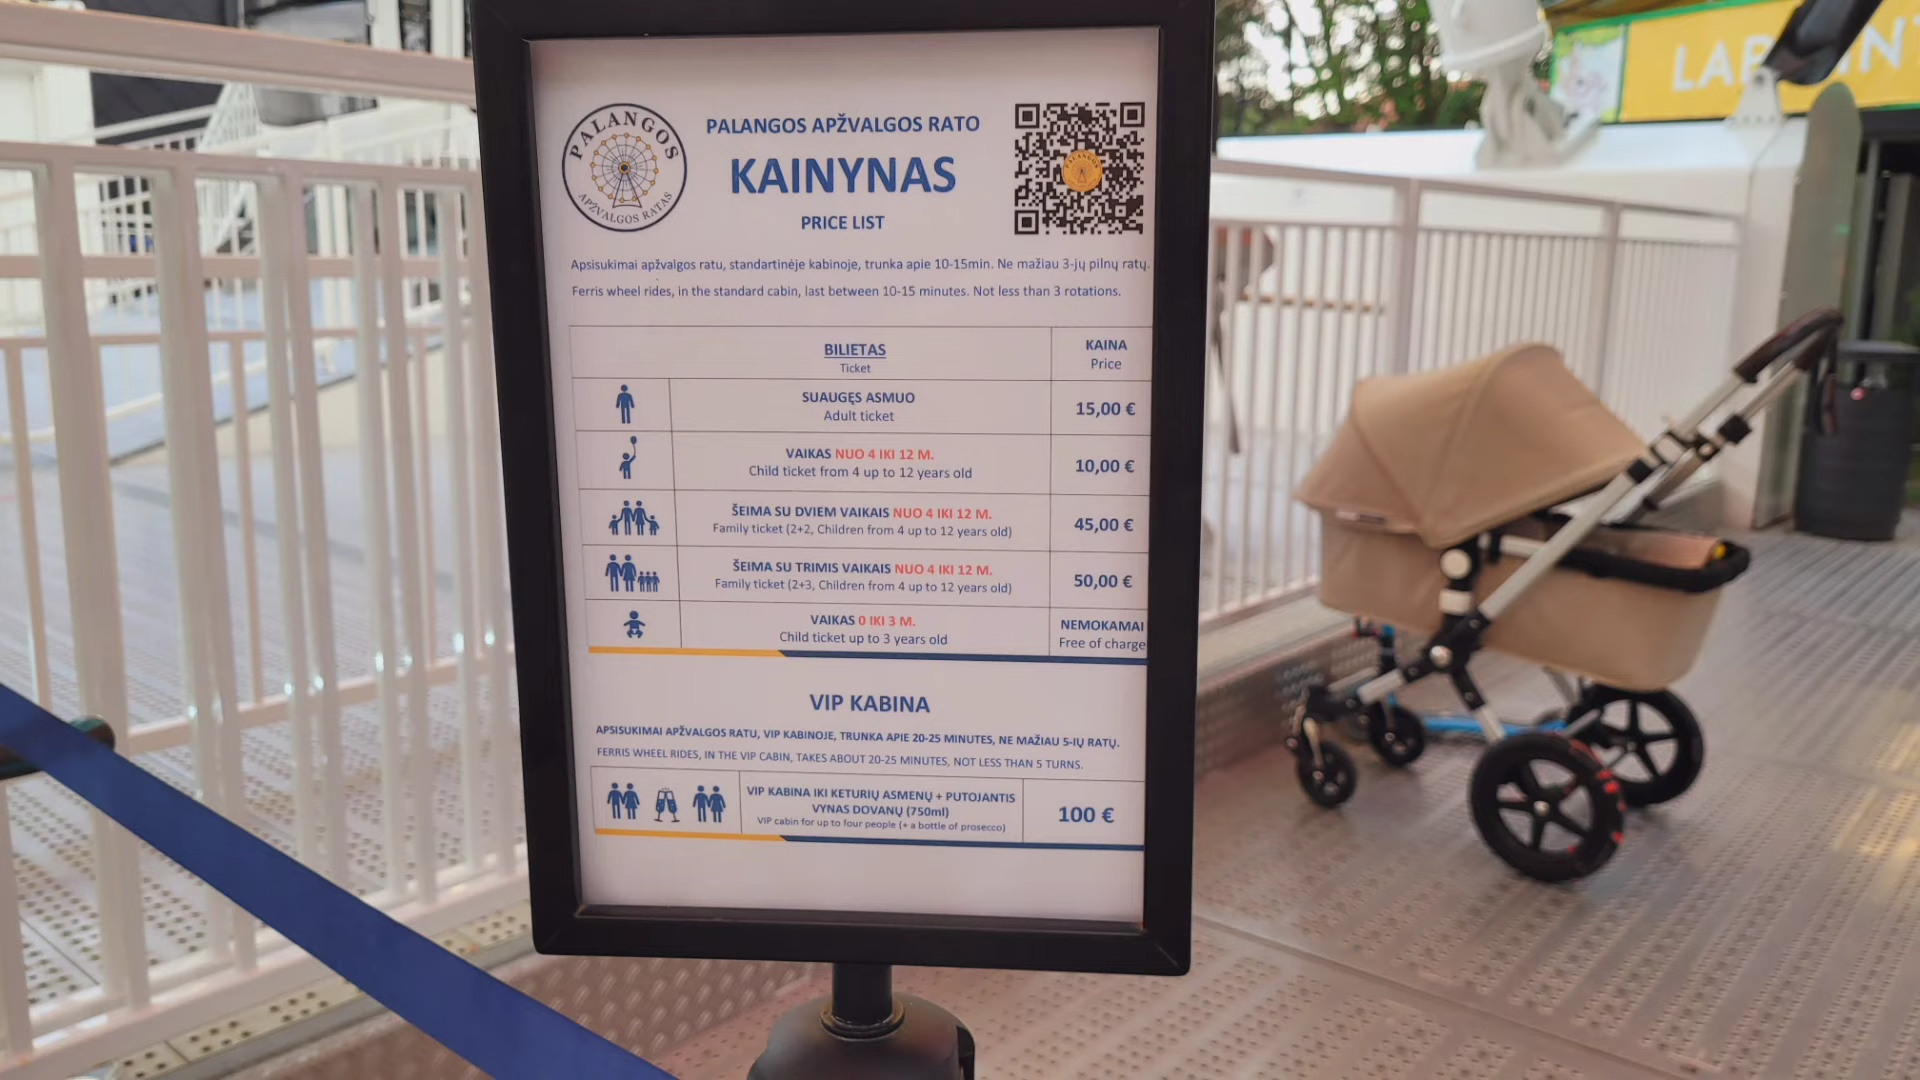 PALANGOS
APŽVALGOS RATAS
PALANGOS APŽVALGOS RATO
KAINYNAS
PRICE LIST
Apsisukimai apžvalgos ratu, standartinėje kabinoje, trunka apie 10-15min. Ne mažiau 3-jų pilnų ratų.
Ferris wheel rides, in the standard cabin, last between 10-15 minutes. Not less than 3 rotations.
BILIETAS
Ticket
KAINA
Price
SUAUGĘS ASMUO
Adult ticket
15,00 €
VAIKAS NUO 4 IKI 12 M.
Child ticket from 4 up to 12 years old
10,00 €
ŠEIMA SU DVIEM VAIKAIS NUO 4 IKI 12 M.
Family ticket (2+2, Children from 4 up to 12 years old)
45,00 €
ŠEIMA SU TRIMIS VAIKAIS NUO 4 IKI 12 M.
Family ticket (2+3, Children from 4 up to 12 years old)
50,00 €
VAIKAS 0 IKI 3 M.
Child ticket up to 3 years old
NEMOKAMAI
Free of charge
VIP KABINA
APSISUKIMAI APŽVALGOS RATU, VIP KABINOJE, TRUNKA APIE 20-25 MINUTES, NE MAŽIAU 5-IŲ RATŲ.
FERRIS WHEEL RIDES, IN THE VIP CABIN, TAKES ABOUT 20-25 MINUTES, NOT LESS THAN 5 TURNS.
VIP KABINA IKI KETURIŲ ASMENŲ + PUTOJANTIS
VYNAS DOVANŲ (750ml)
VIP cabin for up to four people (+ a bottle of prosecco)
100 €